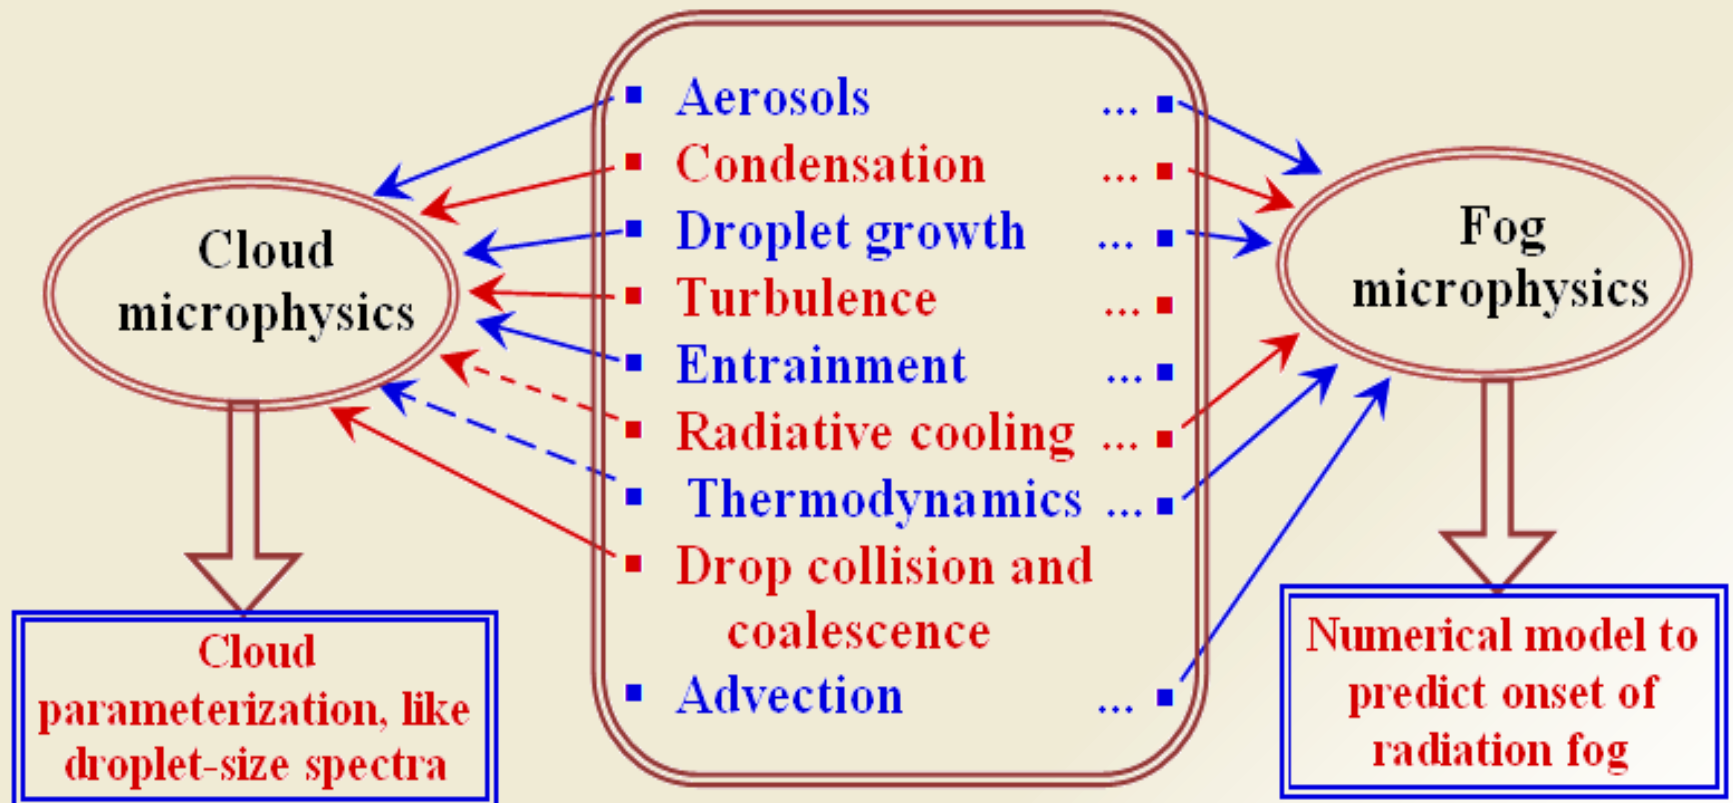 Cloud
microphysics
Cloud
parameterization, like
droplet-size spectra
▪ Aerosols ... ▪
▪ Condensation ... ▪
▪ Droplet growth ... ▪
▪ Turbulence ... ▪
▪ Entrainment ... ▪
▪ Radiative cooling ... ▪
▪ Thermodynamics ... ▪
▪ Drop collision and
coalescence
▪ Advection ... ▪
Fog
microphysics
Numerical model to
predict onset of
radiation fog